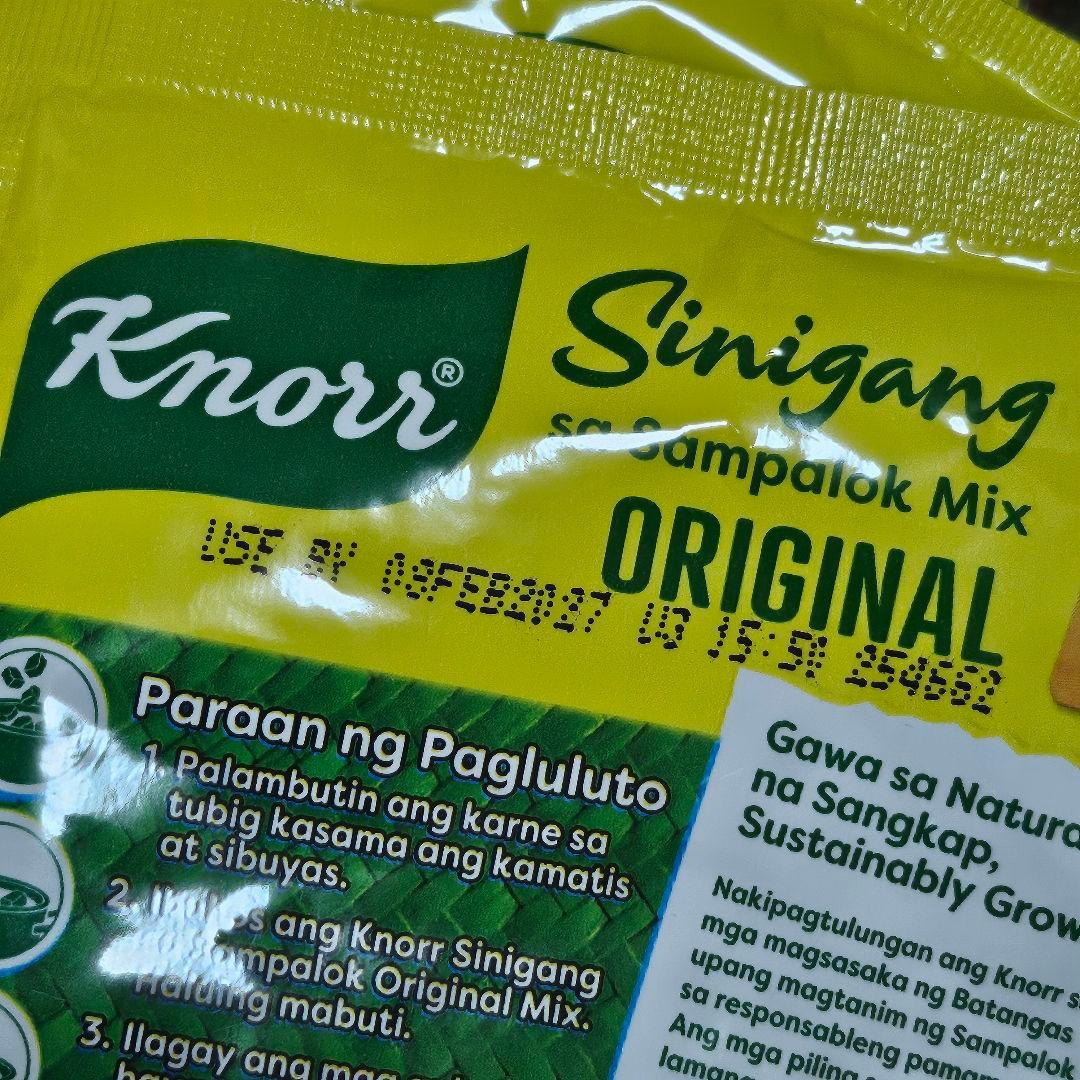 Knorr®
Sinigang
sa Sampalok Mix
ORIGINAL
USE BY 09FEB2027 15:51 254662
Paraan ng Pagluluto
1. Palambutin ang karne sa
tubig kasama ang kamatis
at sibuyas.
2. ang Knorr Sinigang
Sampalok Original Mix.
Haluing mabuti.
3. Ilagay ang mga
Gawa sa
na Sangkap,
Sustainably
Nakipagtulungan ang Knorr
mga magsasaka ng Batangas
upang magtanim ng Sampalok
sa responsableng
Ang mga piling